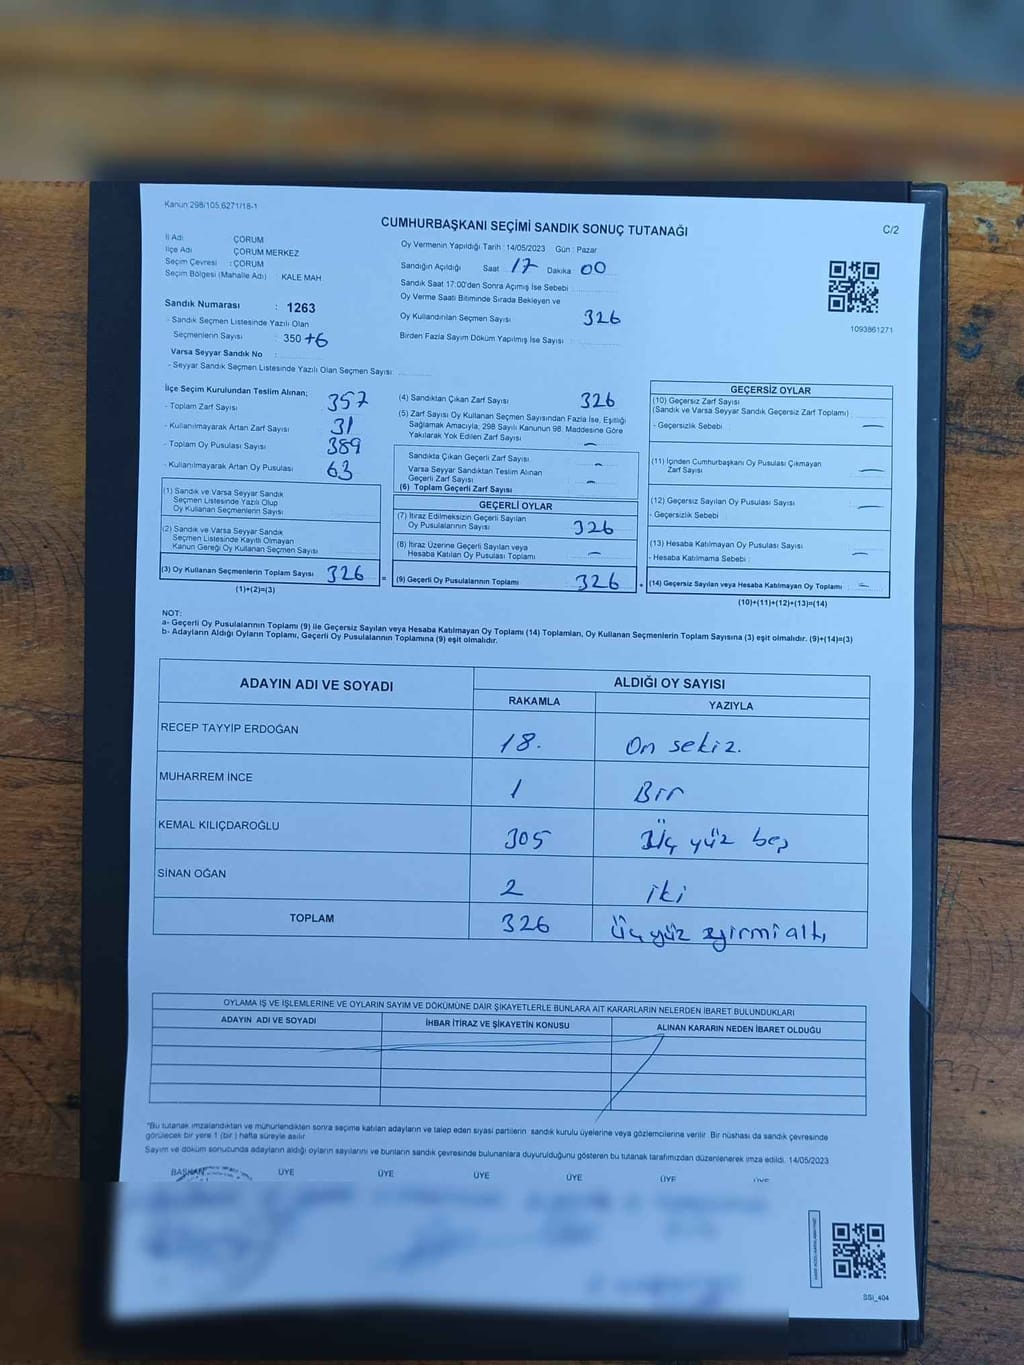 Kanun 298/105,6271/18-1
CUMHURBAŞKANI SEÇİMİ SANDIK SONUÇ TUTANAĞI
C/2
İl Adı ÇORUM
İlçe Adı ÇORUM MERKEZ
Seçim Çevresi : ÇORUM
Seçim Bölgesi (Mahalle Adı) KALE MAH
Sandık Numarası : 1263
- Sandık Seçmen Listesinde Yazılı Olan
Seçmenlerin Sayısı : 350 +6
Varsa Seyyar Sandık No :
- Seyyar Sandık Seçmen Listesinde Yazılı Olan Seçmen Sayısı
Oy Vermenin Yapıldığı Tarih : 14/05/2023 Gün : Pazar
Sandığın Açıldığı Saat 17 Dakika 00
Sandık Saat 17:00'den Sonra Açımış İse Sebebi
Oy Verme Saati Bitiminde Sırada Bekleyen ve
Oy Kullandırılan Seçmen Sayısı 326
Birden Fazla Sayım Döküm Yapılmış İse Sayısı :
1093861271
İlçe Seçim Kurulundan Teslim Alınan;
- Toplam Zarf Sayısı 357
- Kullanılmayarak Artan Zarf Sayısı 31
- Toplam Oy Pusulası Sayısı 389
- Kullanılmayarak Artan Oy Pusulası 63
(1) Sandık ve Varsa Seyyar Sandık
Seçmen Listesinde Yazılı Olup
Oy Kullanan Seçmenlerin Sayısı
(2) Sandık ve Varsa Seyyar Sandık
Seçmen Listesinde Kayıtlı Olmayan
Kanun Gereği Oy Kullanan Seçmen Sayısı
(3) Oy Kullanan Seçmenlerin Toplam Sayısı 326 =
(1)+(2)=(3)
(4) Sandıktan Çıkan Zarf Sayısı 326
(5) Zarf Sayısı Oy Kullanan Seçmen Sayısından Fazla İse, Eşitliği
Sağlamak Amacıyla, 298 Sayılı Kanunun 98. Maddesine Göre
Yakılarak Yok Edilen Zarf Sayısı –
Sandıkta Çıkan Geçerli Zarf Sayısı –
Varsa Seyyar Sandıktan Teslim Alınan
Geçerli Zarf Sayısı –
(6) Toplam Geçerli Zarf Sayısı
GEÇERLİ OYLAR
(7) İtiraz Edilmeksizin Geçerli Sayılan
Oy Pusulalarının Sayısı 326
(8) İtiraz Üzerine Geçerli Sayılan veya
Hesaba Katılan Oy Pusulası Toplamı –
(9) Geçerli Oy Pusulalarının Toplamı 326
GEÇERSİZ OYLAR
(10) Geçersiz Zarf Sayısı
(Sandık ve Varsa Seyyar Sandık Geçersiz Zarf Toplamı)
- Geçersizlik Sebebi —
(11) İçinden Cumhurbaşkanı Oy Pusulası Çıkmayan
Zarf Sayısı —
(12) Geçersiz Sayılan Oy Pusulası Sayısı
- Geçersizlik Sebebi —
(13) Hesaba Katılmayan Oy Pusulası Sayısı
- Hesaba Katılmama Sebebi —
(14) Geçersiz Sayılan veya Hesaba Katılmayan Oy Toplamı –
(10)+(11)+(12)+(13)=(14)
NOT:
a- Geçerli Oy Pusulalarının Toplamı (9) ile Geçersiz Sayılan veya Hesaba Katılmayan Oy Toplamı (14) Toplamları, Oy Kullanan Seçmenlerin Toplam Sayısına (3) eşit olmalıdır. (9)+(14)=(3)
b- Adayların Aldığı Oyların Toplamı, Geçerli Oy Pusulalarının Toplamına (9) eşit olmalıdır.
ADAYIN ADI VE SOYADI ALDIĞI OY SAYISI
RAKAMLA YAZIYLA
RECEP TAYYİP ERDOĞAN 18. On sekiz.
MUHARREM İNCE 1 Bir
KEMAL KILIÇDAROĞLU 305 Üç yüz beş
SİNAN OĞAN 2 iki
TOPLAM 326 üç yüz yirmi altı
OYLAMA İŞ VE İŞLEMLERİNE VE OYLARIN SAYIM VE DÖKÜMÜNE DAİR ŞİKAYETLERLE BUNLARA AİT KARARLARIN NELERDEN İBARET BULUNDUKLARI
ADAYIN ADI VE SOYADI İHBAR İTİRAZ VE ŞİKAYETİN KONUSU ALINAN KARARIN NEDEN İBARET OLDUĞU
*Bu tutanak imzalandıktan ve mühürlendikten sonra seçime katılan adayların ve talep eden siyasi partilerin sandık kurulu üyelerine veya gözlemcilerine verilir. Bir nüshası da sandık çevresinde
görülecek bir yere 1 (bir ) hafta süreyle asılır
Sayım ve döküm sonucunda adayların aldığı oyların sayılarını ve bunların sandık çevresinde bulunanlara duyurulduğunu gösteren bu tutanak tarafımızdan düzenlenerek imza edildi. 14/05/2023
BAŞKAN ÜYE ÜYE ÜYE ÜYE ÜYE ÜYE
SSI_404